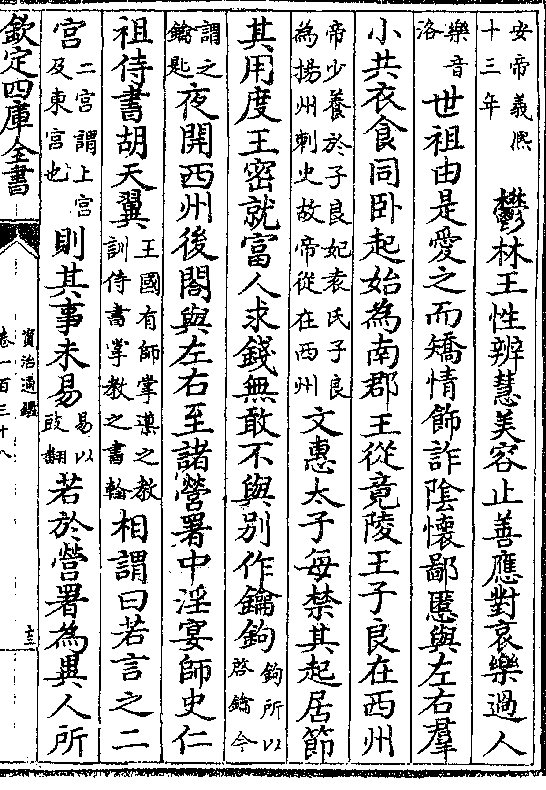 安帝義熈十三年 鬱林王性辨慧美容止善應對哀樂過人
樂音洛世祖由是愛之而矯情飾詐陰懷鄙慝與左右羣
小共衣食同卧起始為南郡王從竟陵王子良在西州
帝少養於子良妃袁氏子良為揚州刺史故帝從在西州文惠太子每禁其起居節
其用度王密就富人求錢無敢不與別作鑰鉤鉤所以啓鑰今
謂之鑰匙夜開西州後閤與左右至諸營署中淫宴師史仁
祖侍書胡天翼王國有師掌導之教訓侍書掌教之書翰相謂曰若言之二
宮二宮謂上宮及東宮也則其事未易易以豉翻若於營署為異人所
欽定四庫全書
資治通鑑
卷一百三十八
十三